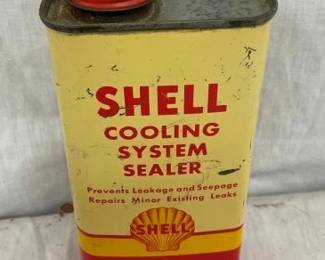 SHELL
COOLING
SYSTEM
SEALER
Prevents Leakage and Seepage
Repairs Minor Existing Leaks
SHELL